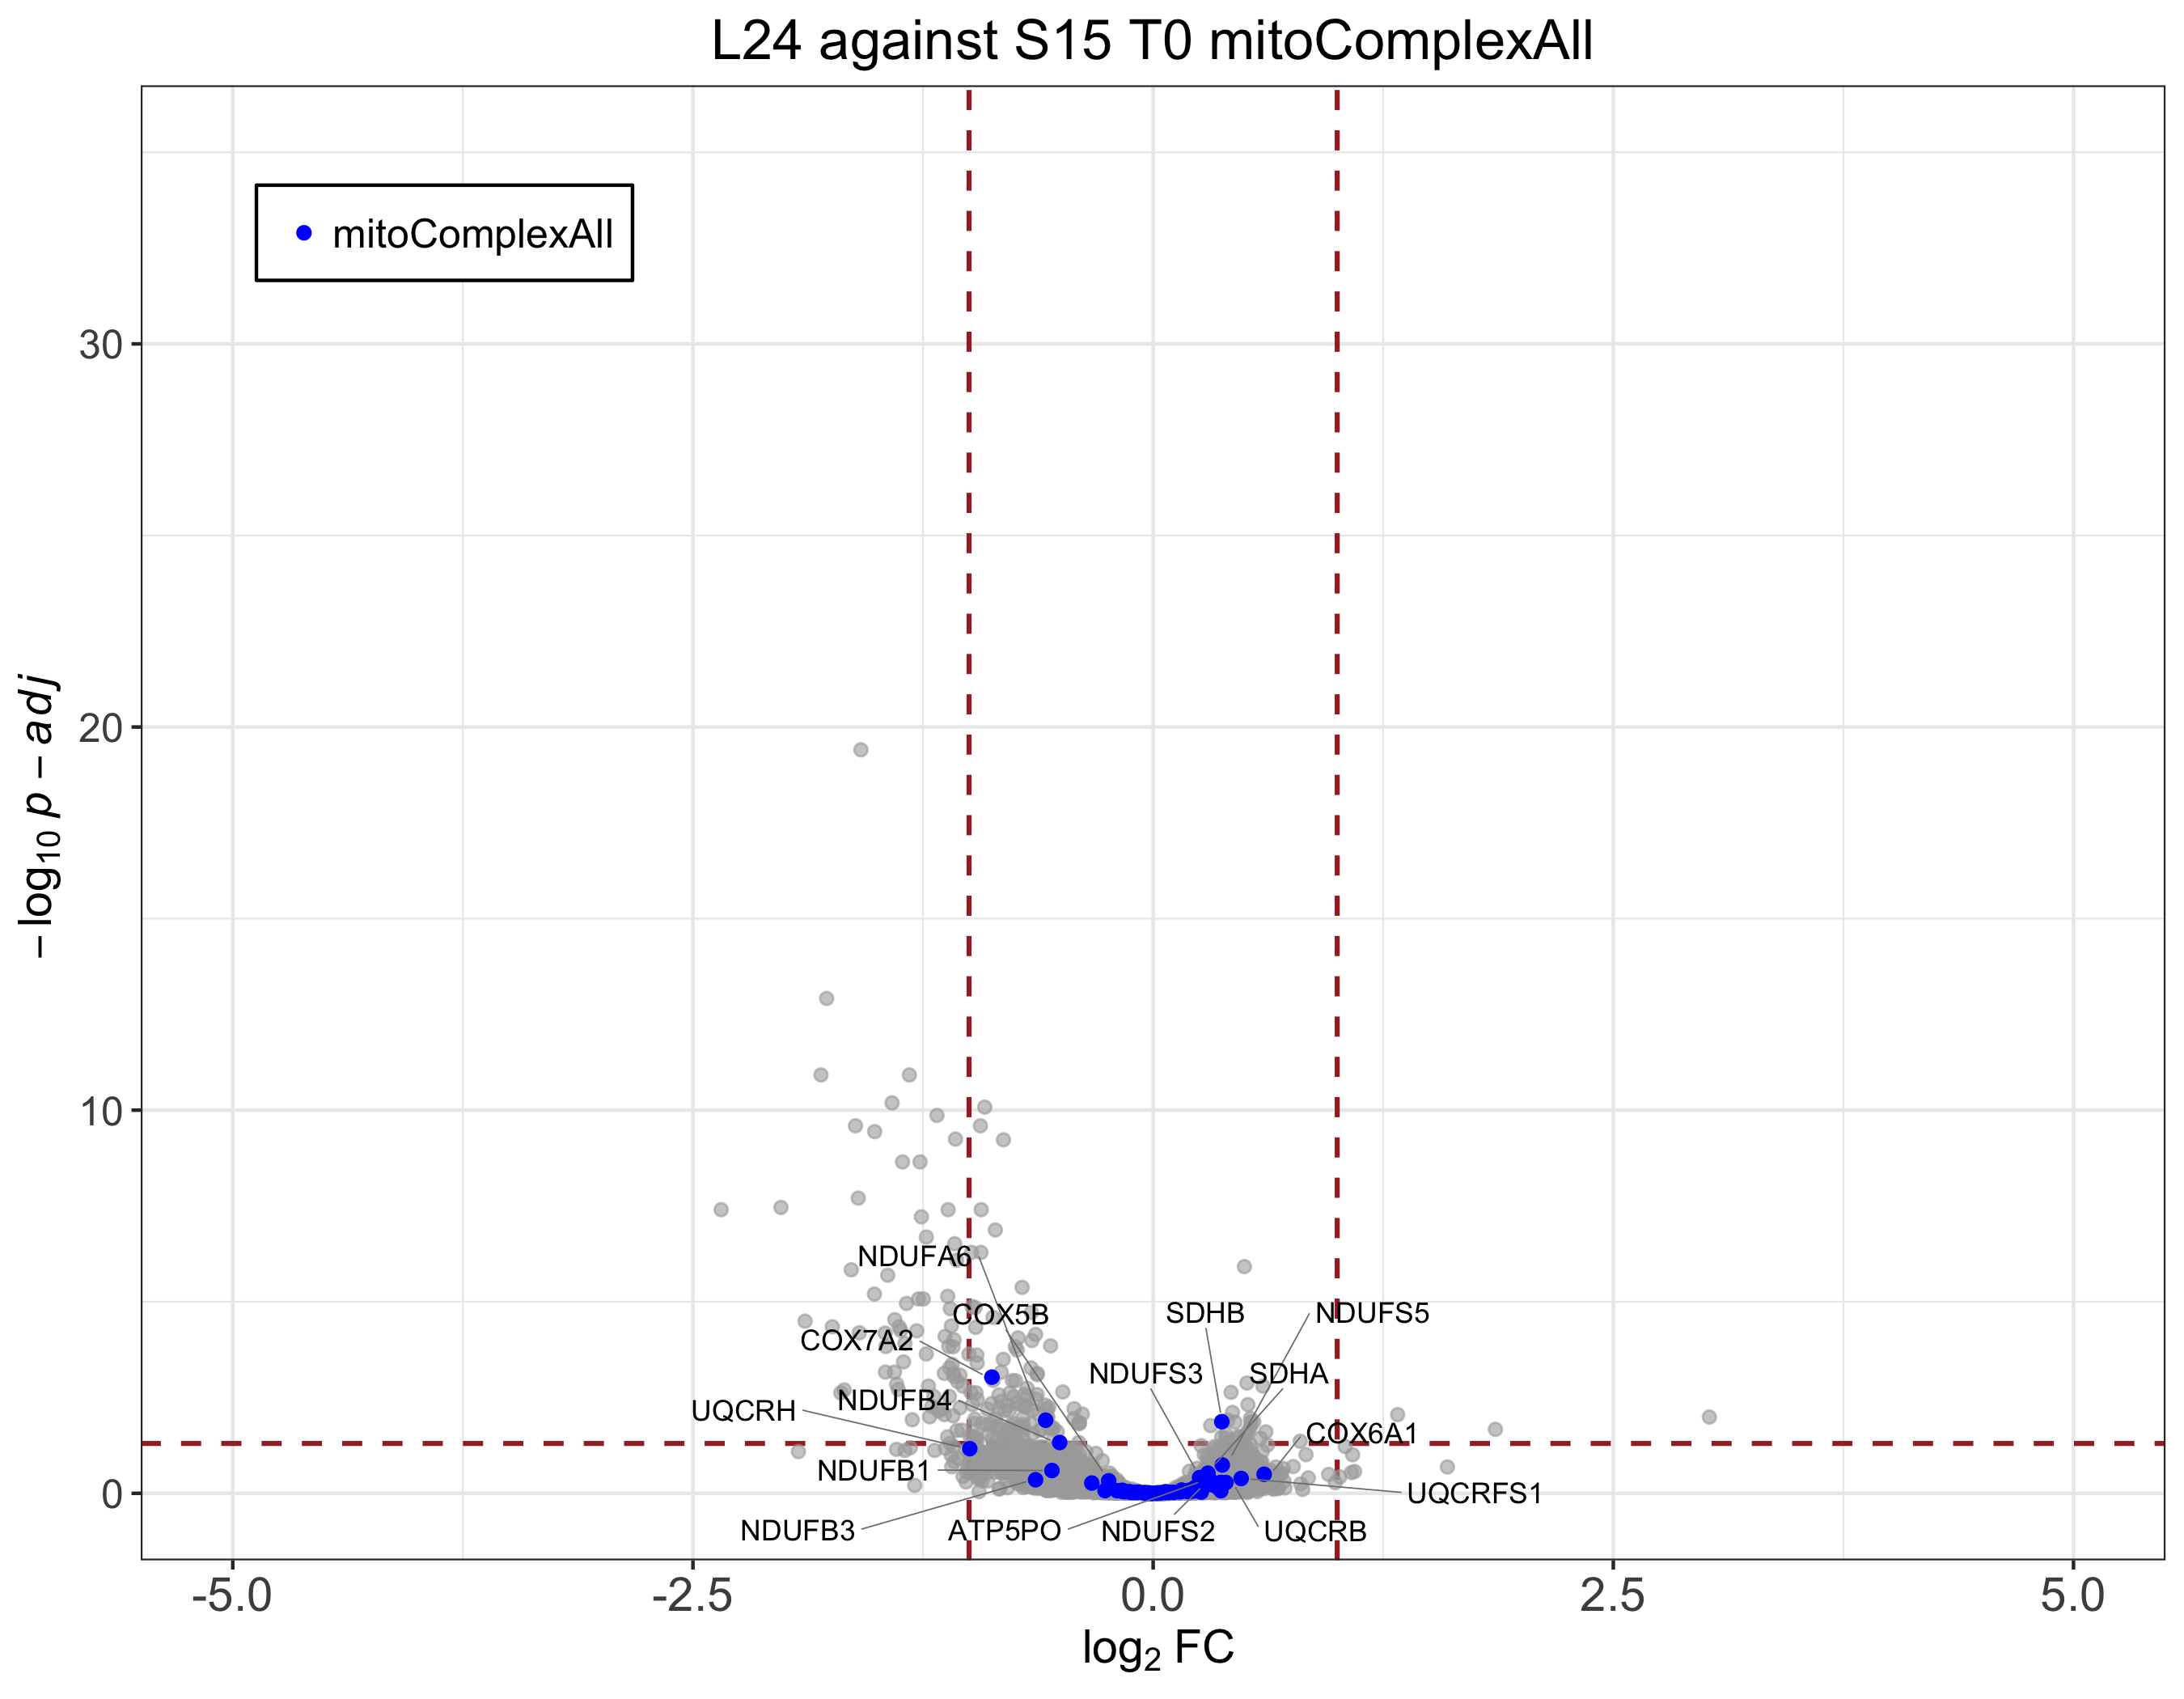 L24 against S15 T0 mitoComplexAll
mitoComplexAll
30
20
10
0
−log10 p − adj
NDUFA6
COX5B
COX7A2
SDHB
NDUFS5
NDUFS3
SDHA
NDUFB4
UQCRH
COX6A1
NDUFB1
UQCRFS1
NDUFB3
ATP5PO
NDUFS2
UQCRB
-5.0
-2.5
0.0
2.5
5.0
log2 FC